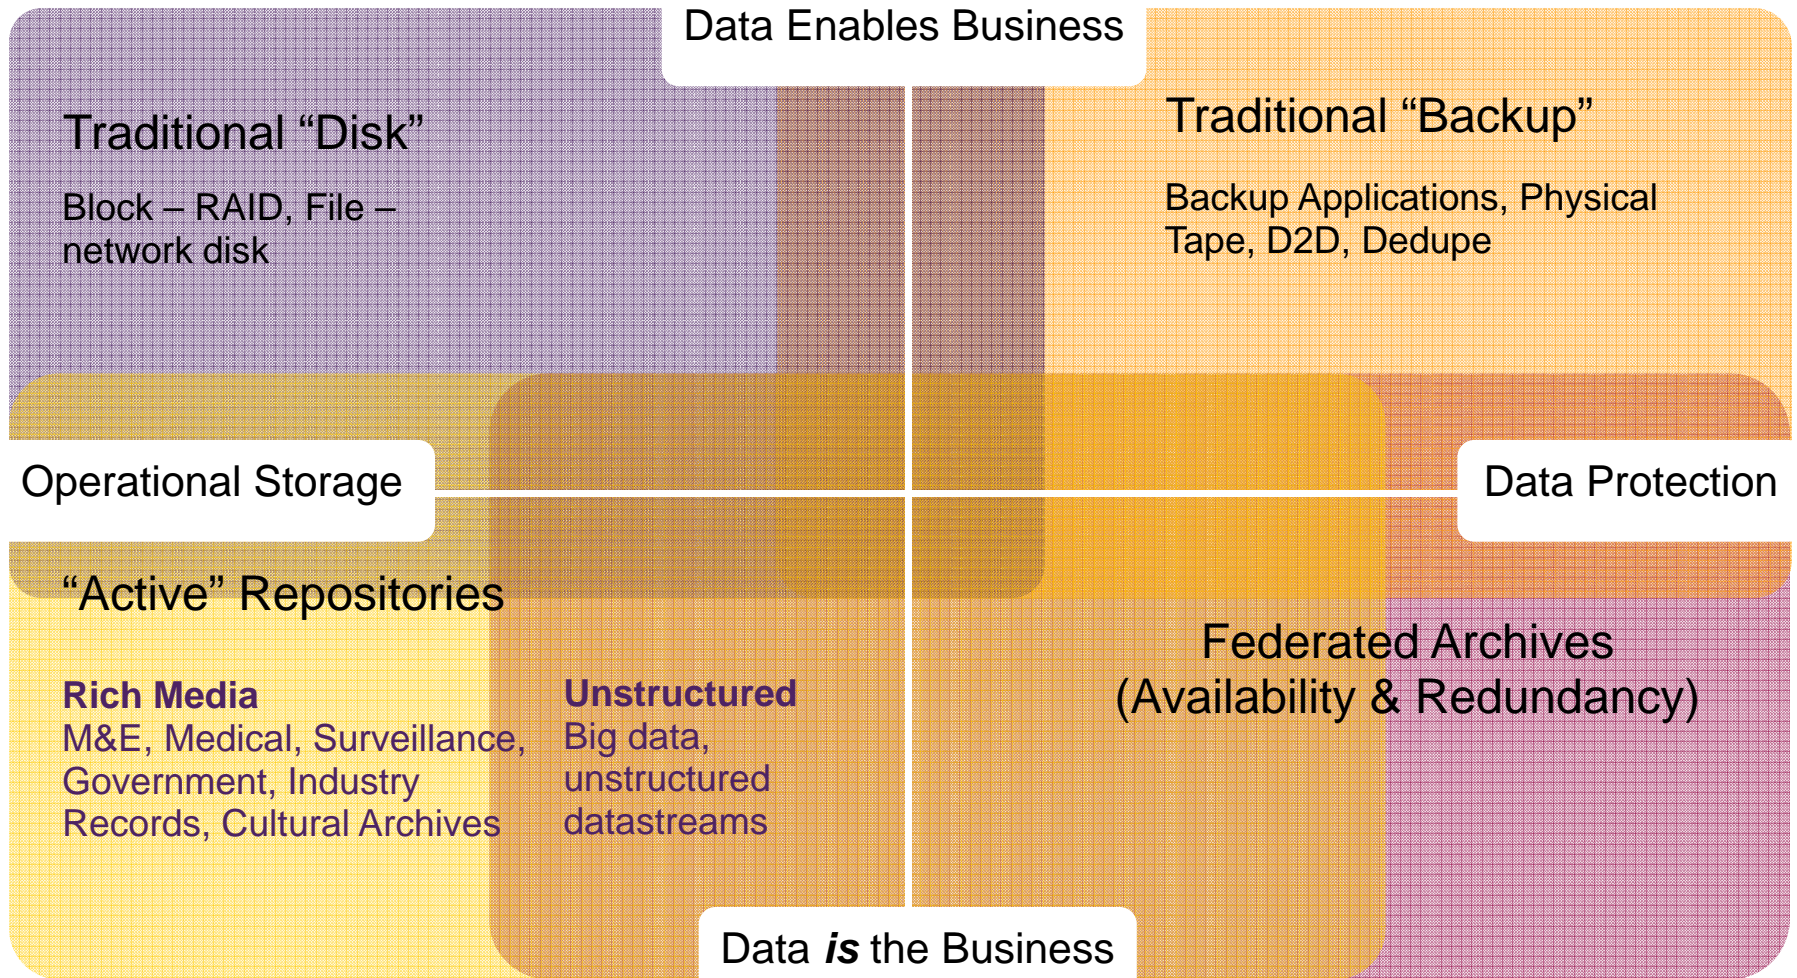 Data Enables Business
Traditional “Disk”
Block – RAID, File –
network disk
Traditional “Backup”
Backup Applications, Physical
Tape, D2D, Dedupe
Operational Storage
Data Protection
“Active” Repositories
Rich Media
M&E, Medical, Surveillance,
Government, Industry
Records, Cultural Archives
Unstructured
Big data,
unstructured
datastreams
Federated Archives
(Availability & Redundancy)
Data is the Business